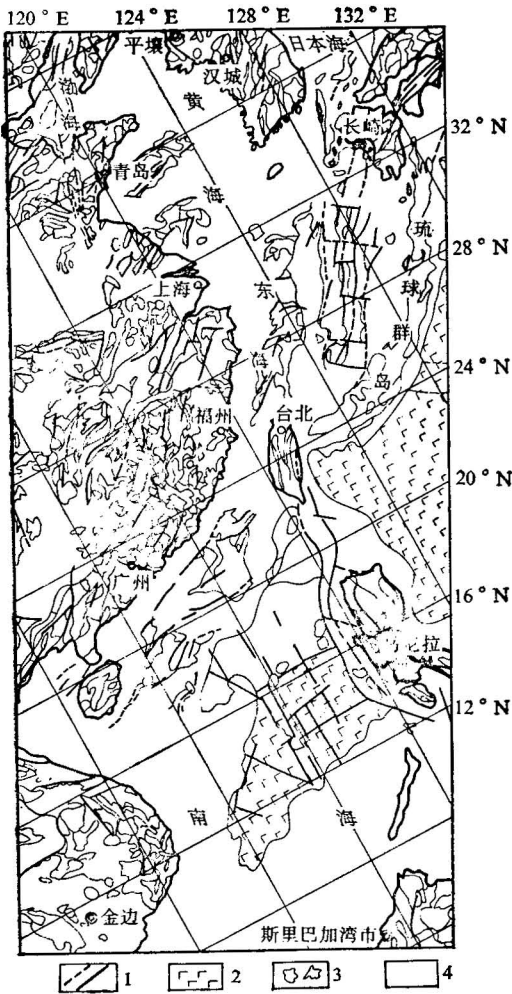 120°E 124°E 128°E 132°E
平壤
日本海
汉城
渤
海
黄
海
长崎
32°N
青岛
琉
球
群
岛
28°N
上海
东
海
24°N
福州
台北
20°N
广州
16°N
拉
12°N
南 海
金边
斯里巴加湾市
1 2 3 4